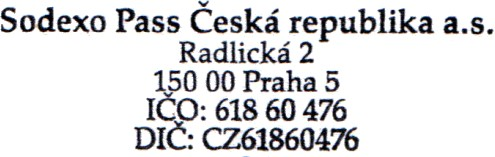 Sodexo Pass Česká republika a.s.
Radlická 2
150 00 Praha 5
IČO: 618 60 476
DIČ: CZ61860476